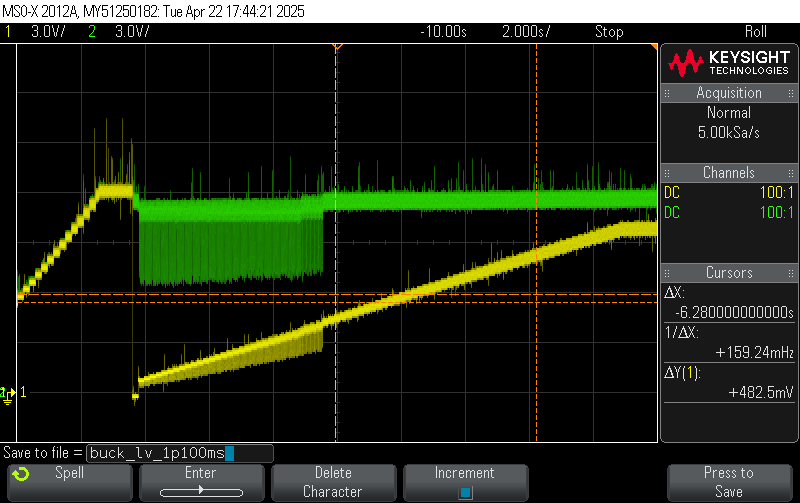 MSO-X 2012A, MY51250182: Tue Apr 22 17:44:21 2025
1 3.0V/ 2 3.0V/ -10.00s 2.000s/ Stop Roll
KEYSIGHT
TECHNOLOGIES
Acquisition
Normal
5.00kSa/s
Channels
DC 100:1
DC 100:1
Cursors
ΔX:
-6.280000000000s
1/ΔX:
+159.24mHz
ΔY(1):
+482.5mV
1
Save to file = buck_lv_1p100ms
Spell
Enter
Delete
Character
Increment
Press to
Save